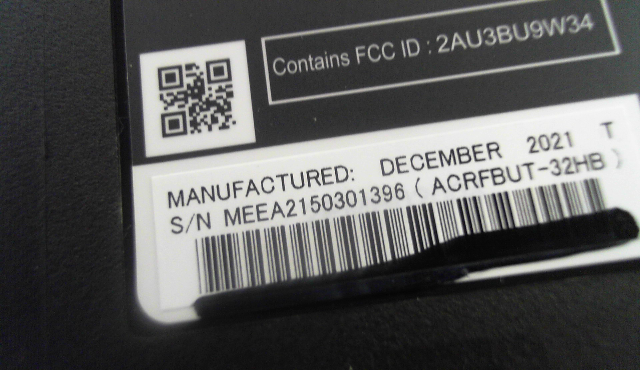 Contains FCC ID : 2AU3BU9W34
MANUFACTURED: DECEMBER 2021 T
S/N MEEA2150301396 ( ACRFBUT-32HB )